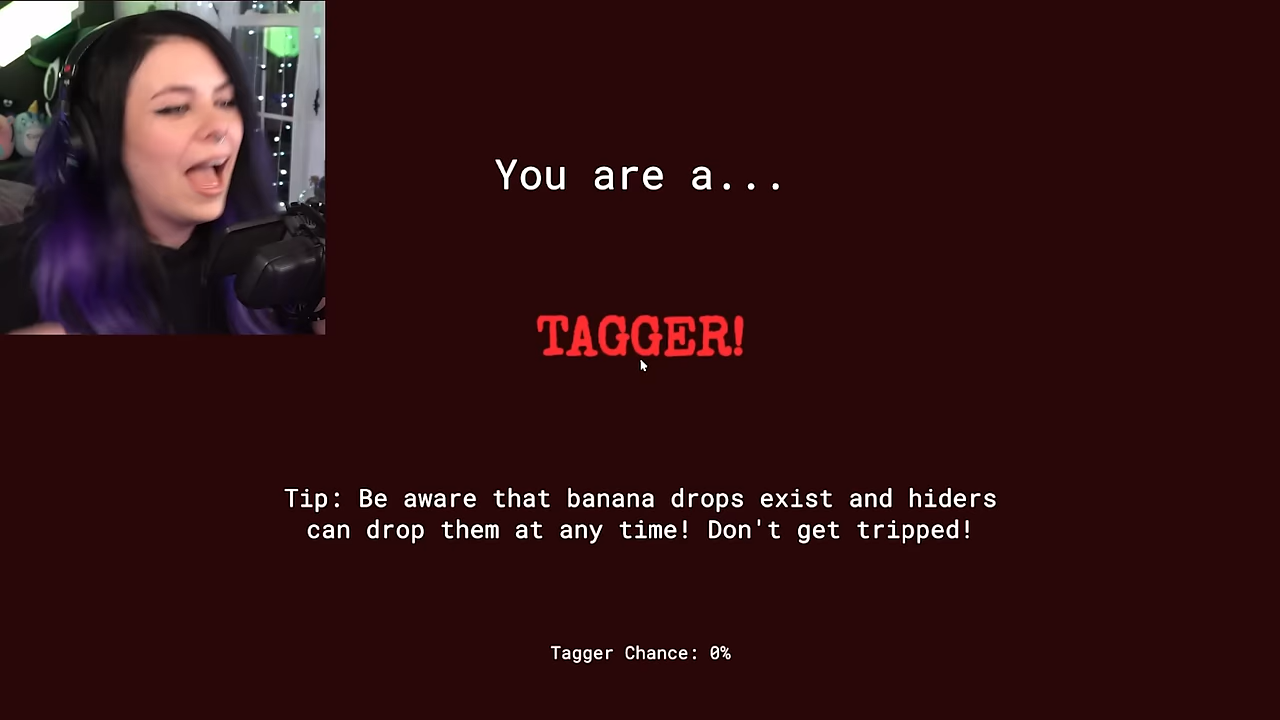 You are a...
TAGGER!
Tip: Be aware that banana drops exist and hiders
can drop them at any time! Don't get tripped!
Tagger Chance: 0%